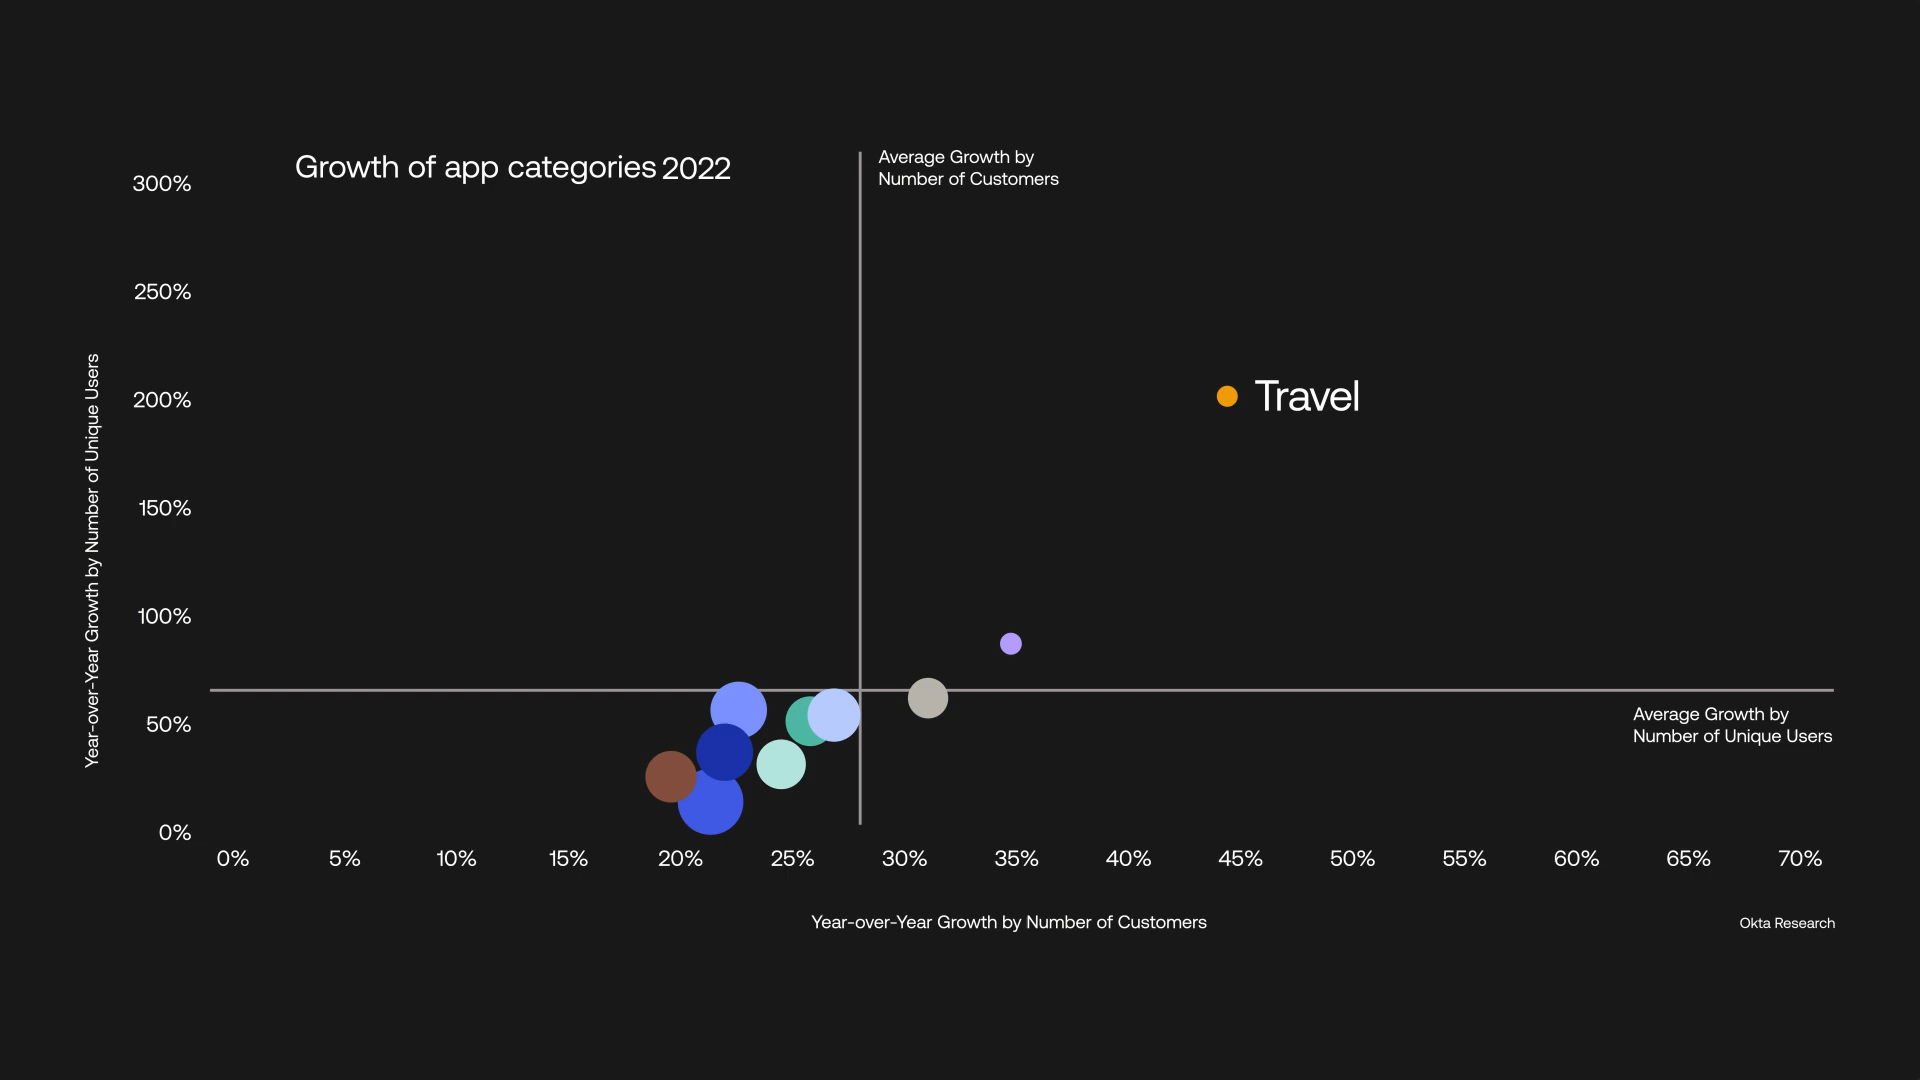 Growth of app categories 2022
Average Growth by
Number of Customers
300%
250%
200%
150%
100%
50%
0%
Year-over-Year Growth by Number of Unique Users
Travel
Average Growth by
Number of Unique Users
0% 5% 10% 15% 20% 25% 30% 35% 40% 45% 50% 55% 60% 65% 70%
Year-over-Year Growth by Number of Customers
Okta Research